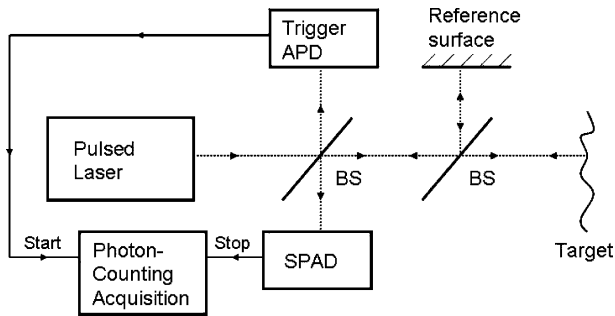 Trigger
APD
Reference
surface
Pulsed
Laser
BS
BS
Target
Start
Photon-
Counting
Acquisition
Stop
SPAD